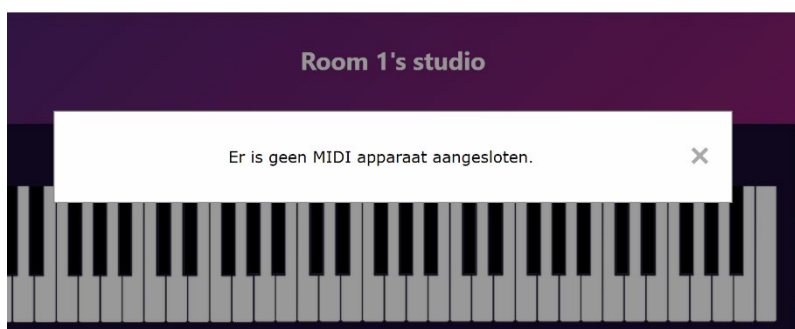 Room 1's studio
Er is geen MIDI apparaat aangesloten.